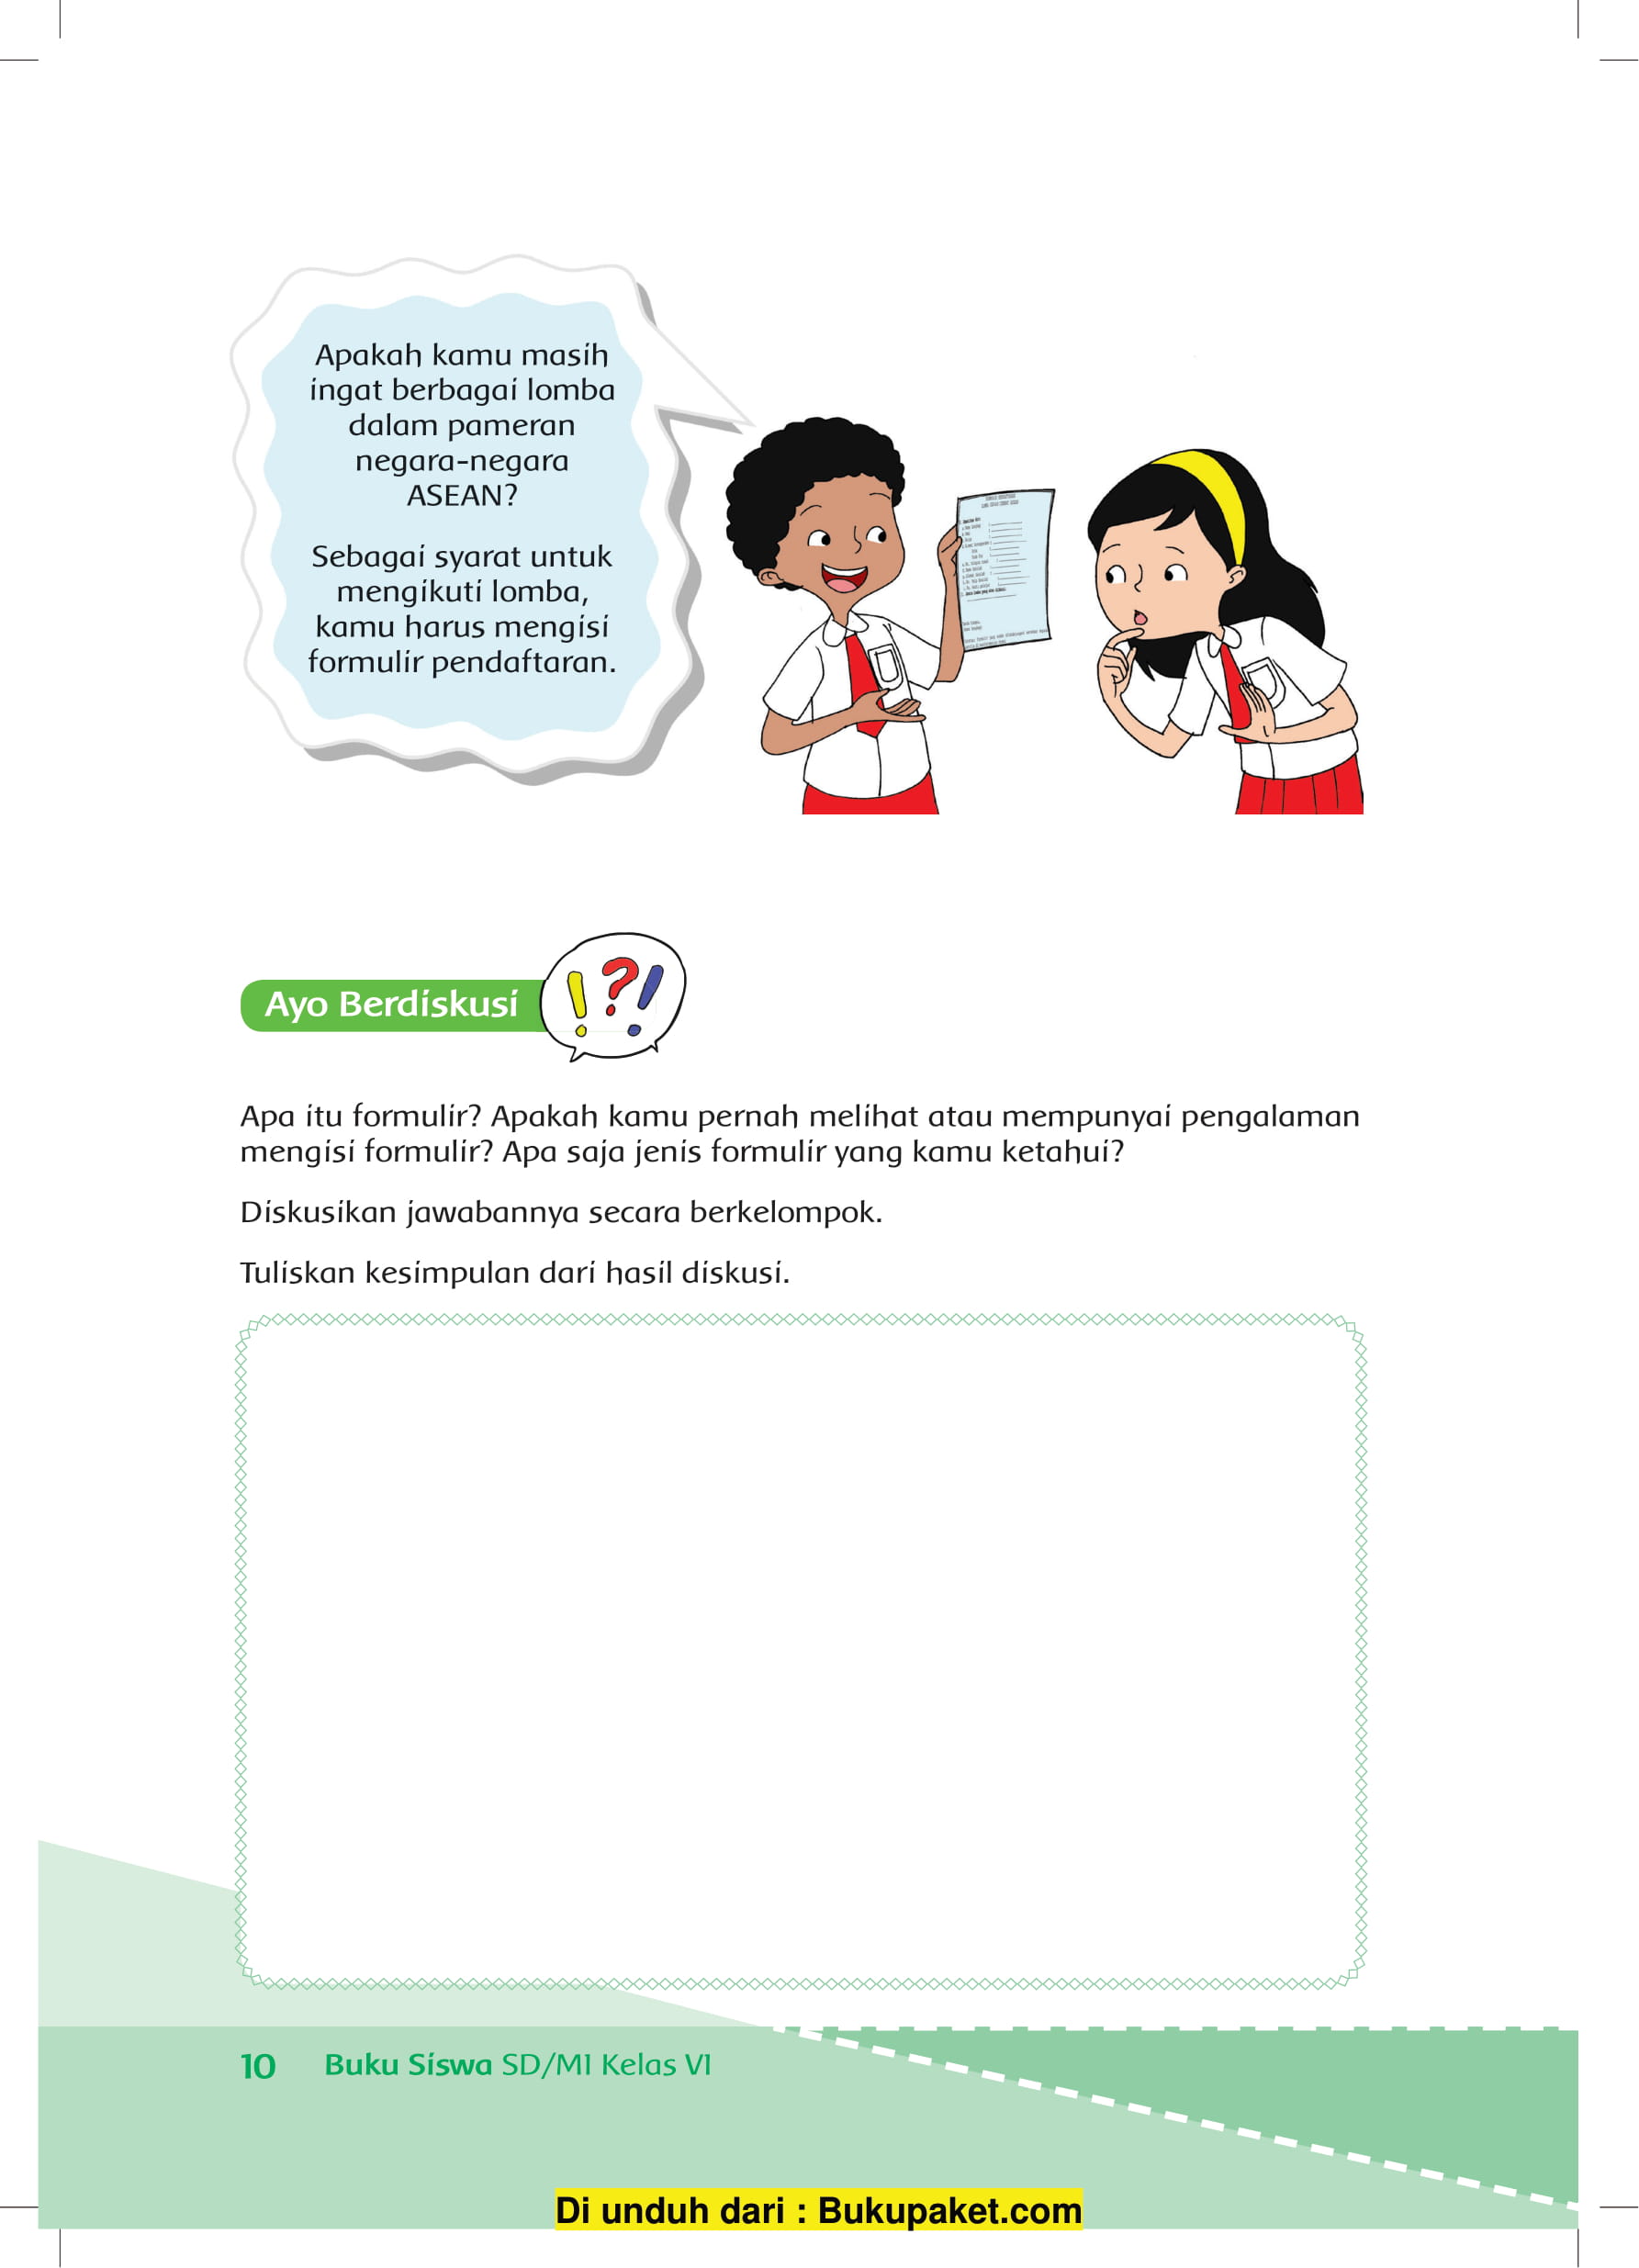 Apakah kamu masih
ingat berbagai lomba
dalam pameran
negara-negara
ASEAN?
Sebagai syarat untuk
mengikuti lomba,
kamu harus mengisi
formulir pendaftaran.
Ayo Berdiskusi
Apa itu formulir? Apakah kamu pernah melihat atau mempunyai pengalaman
mengisi formulir? Apa saja jenis formulir yang kamu ketahui?
Diskusikan jawabannya secara berkelompok.
Tuliskan kesimpulan dari hasil diskusi.
10 Buku Siswa SD/MI Kelas VI
Di unduh dari : Bukupaket.com